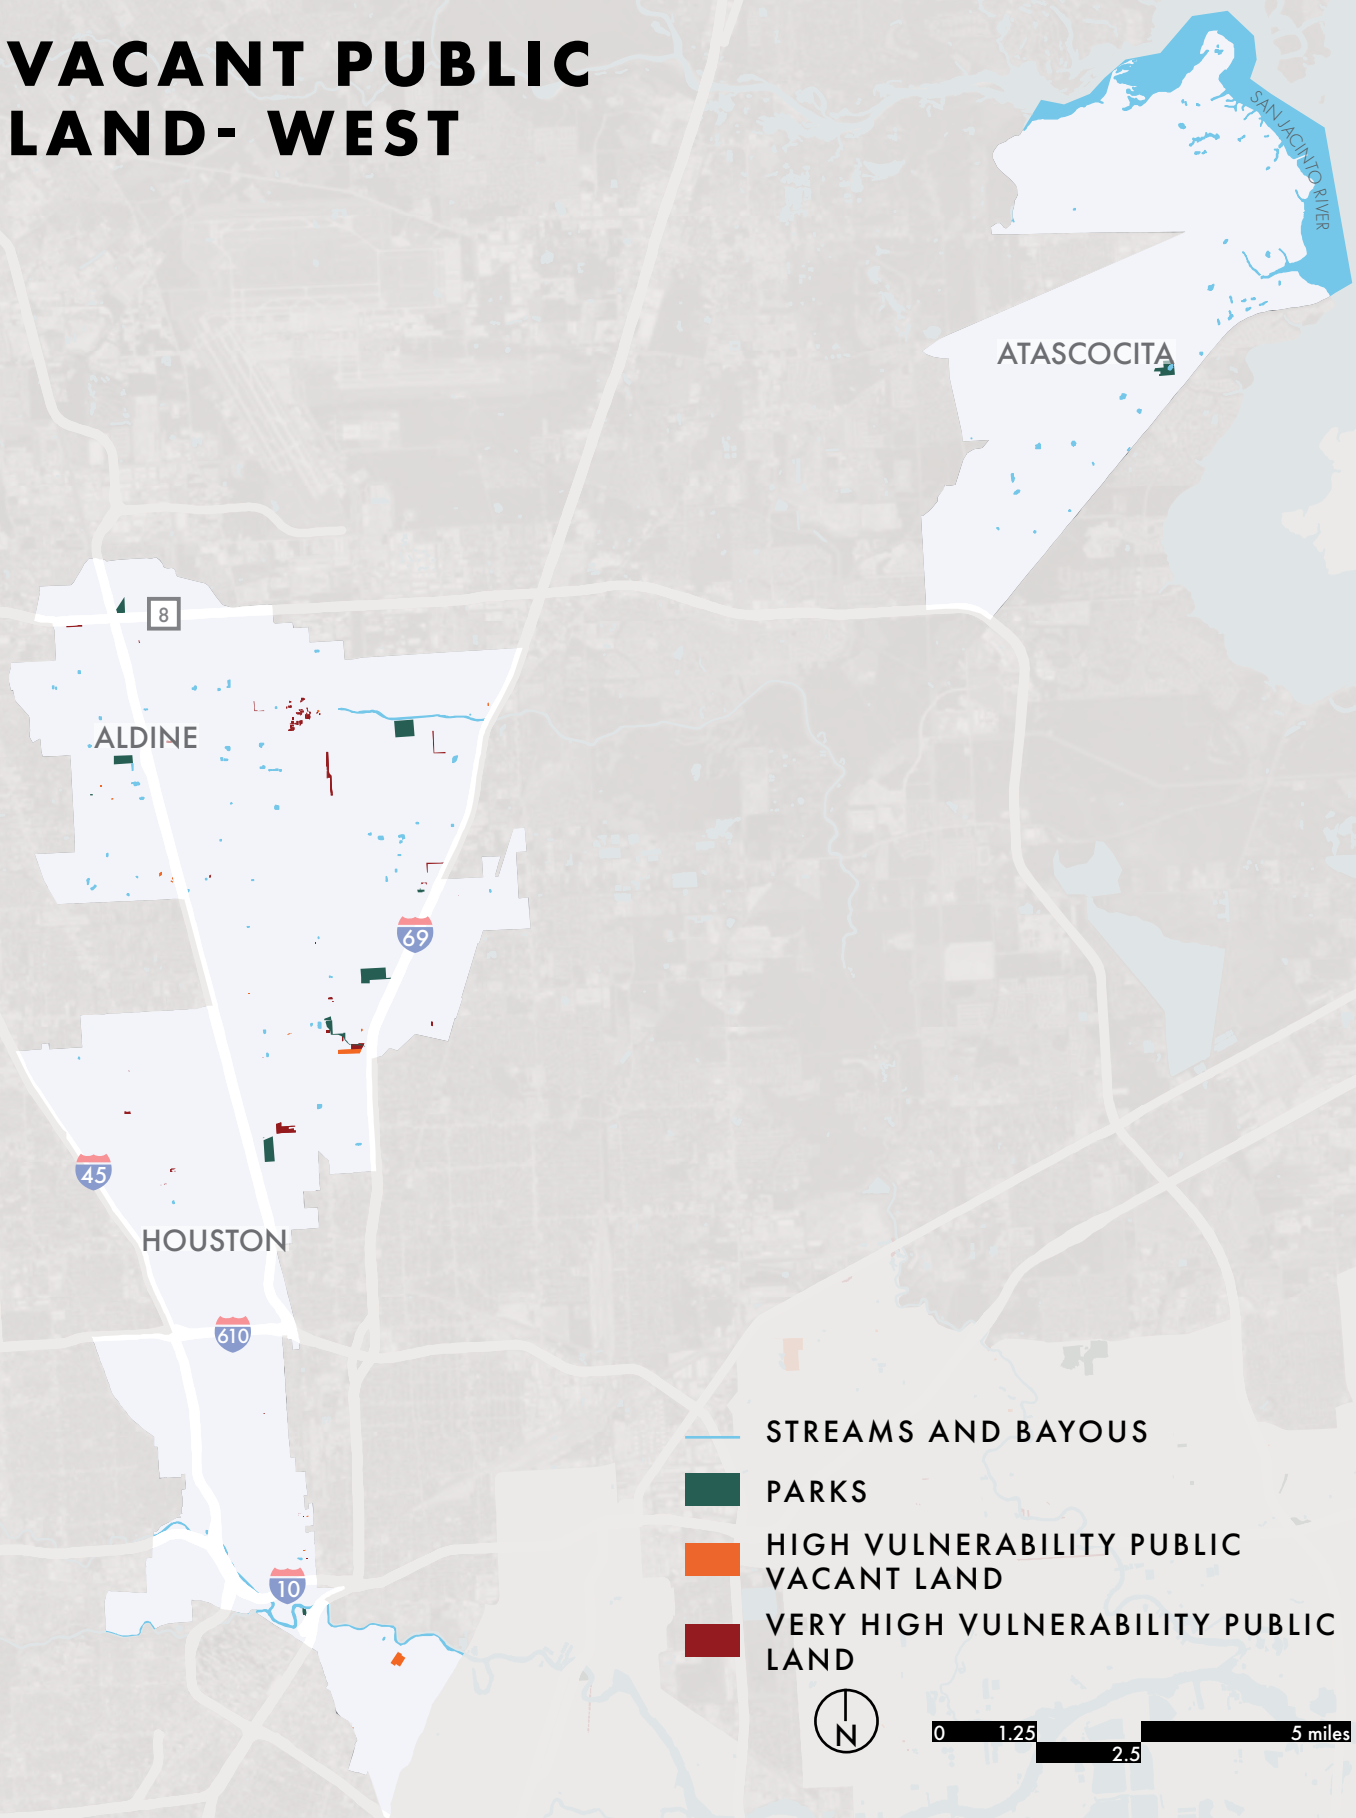 VACANT PUBLIC
LAND- WEST
SAN JACINTO RIVER
ATASCOCITA
8
ALDINE
69
45
HOUSTON
610
10
STREAMS AND BAYOUS
PARKS
HIGH VULNERABILITY PUBLIC
VACANT LAND
VERY HIGH VULNERABILITY PUBLIC
LAND
N
0 1.25 5 miles
2.5